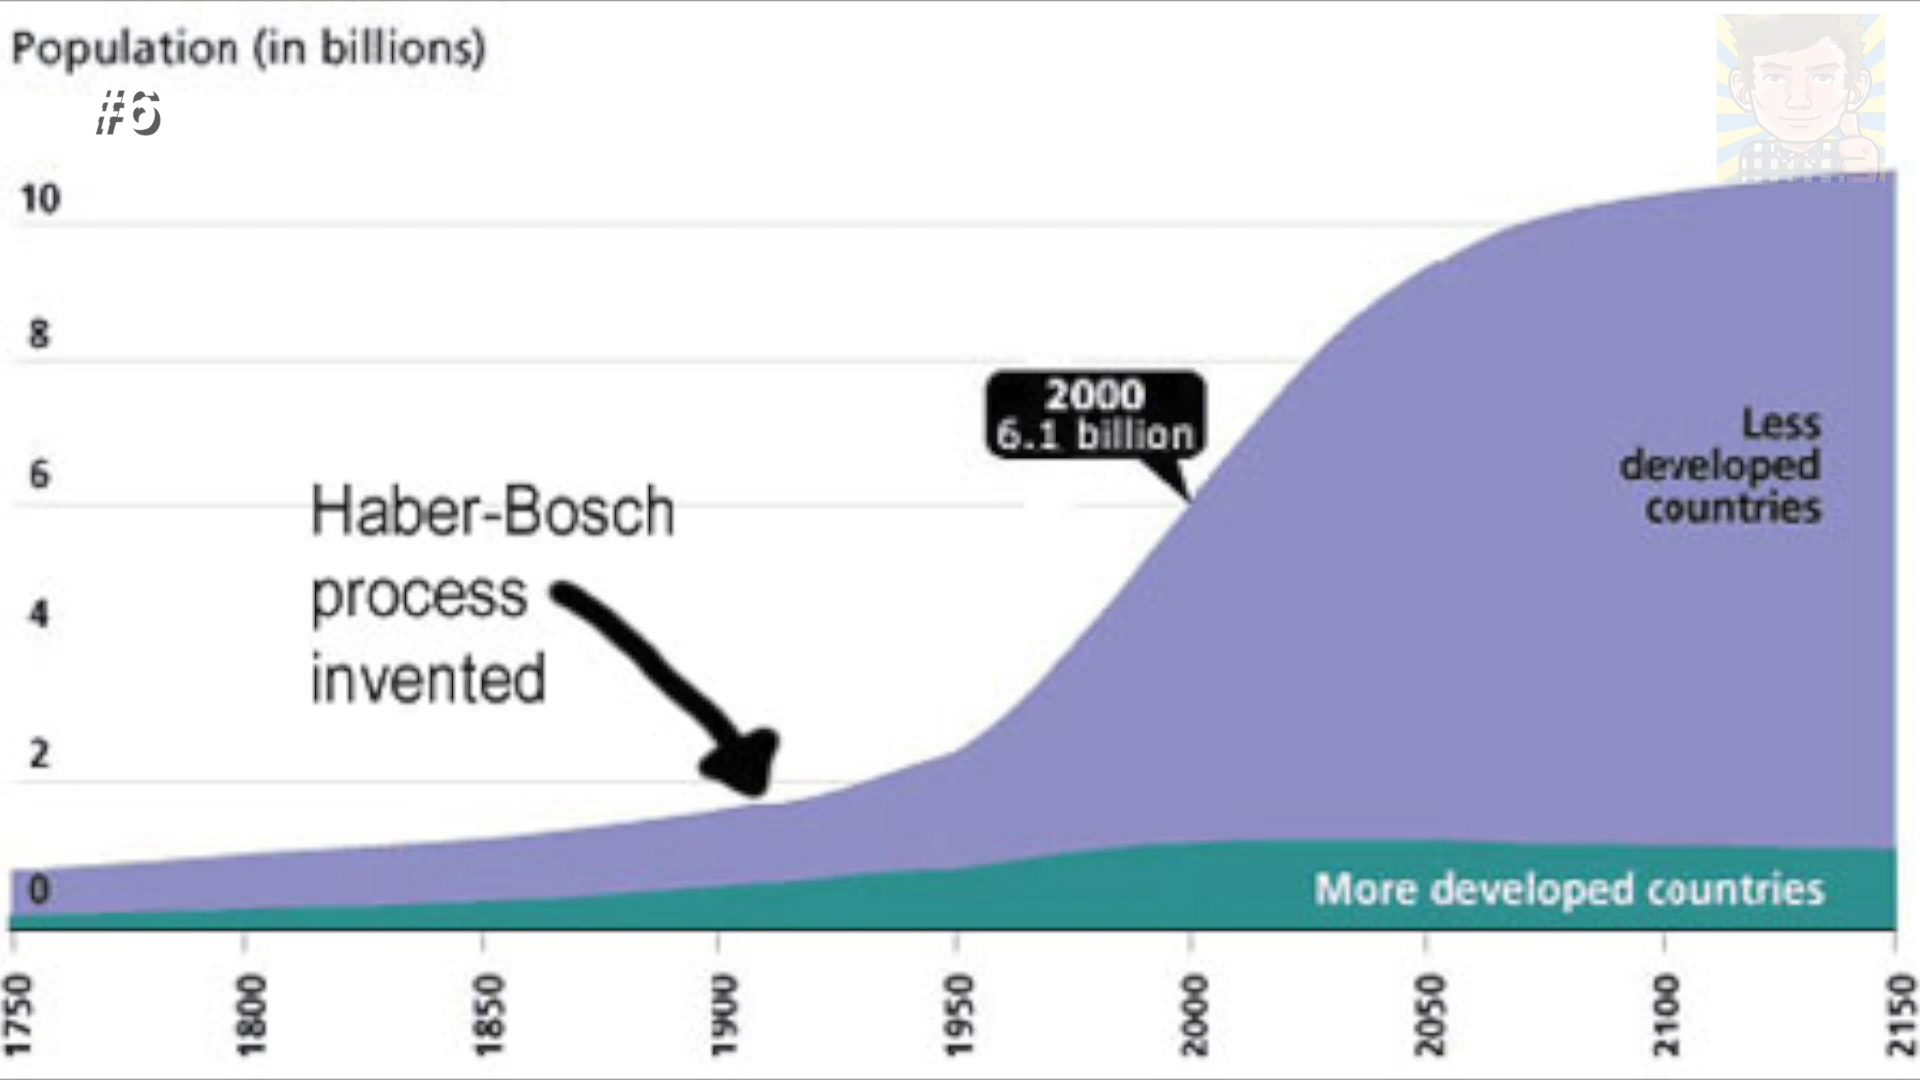 Population (in billions)
#6
10
8
6
4
2
0
2000
6.1 billion
Haber-Bosch
process
invented
Less
developed
countries
More developed countries
1750
1800
1850
1900
1950
2000
2050
2100
2150